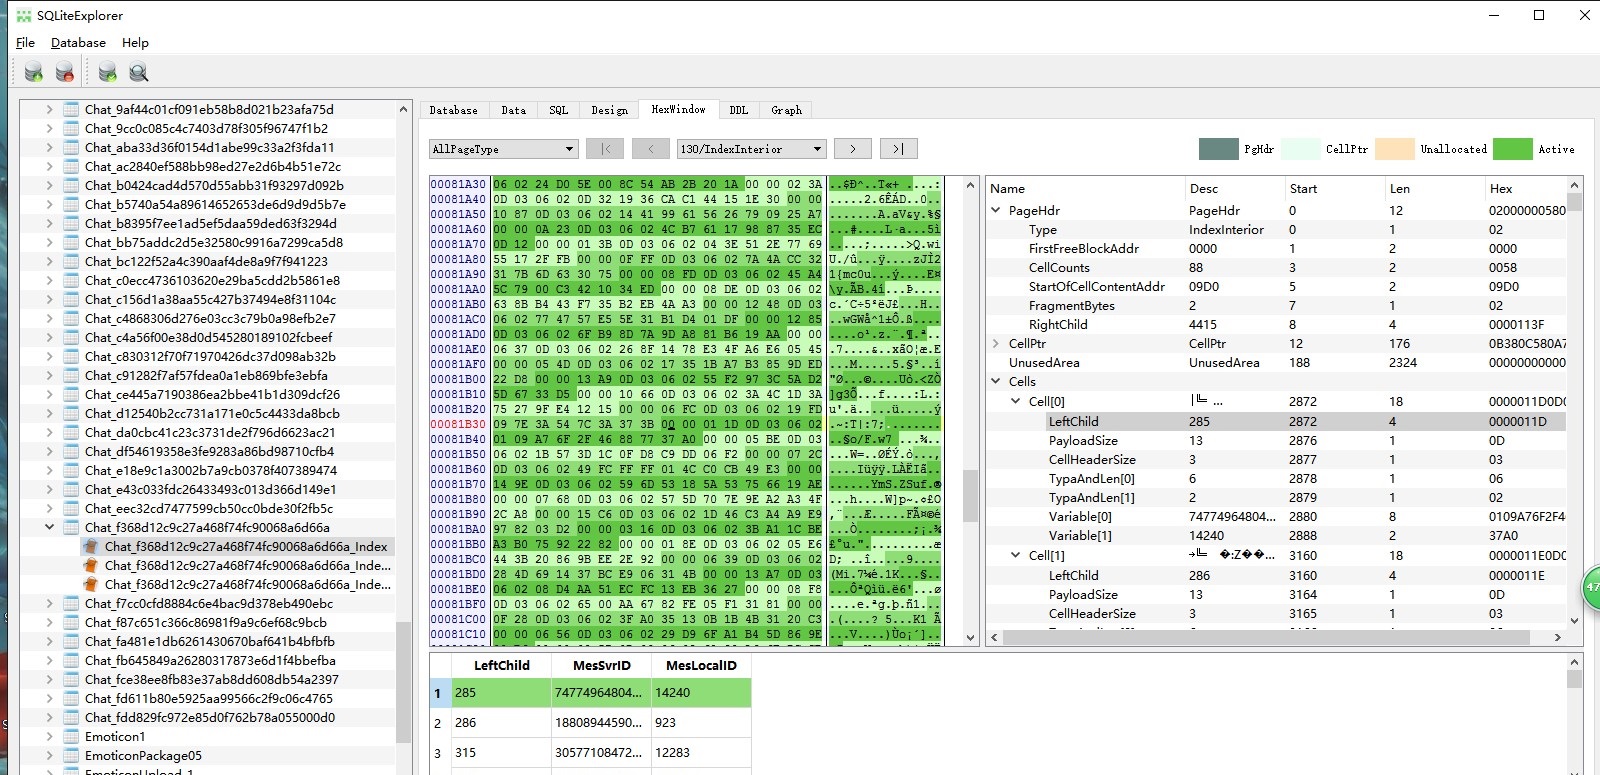 SQLiteExplorer
File Database Help
Chat_9af44c01cf091eb58b8d021b23afa75d
Chat_9cc0c085c4c7403d78f305f96747f1b2
Chat_aba33d36f0154d1abe99c33a2f3fda11
Chat_ac2840ef588bb98ed27e2d6b4b51e72c
Chat_b0424cad4d570d55abb31f93297d092b
Chat_b5740a54a89614652653de6d9d9d5b7e
Chat_b8395f7ee1ad5ef5daa59ded63f3294d
Chat_bb75addc2d5e32580c9916a7299ca5d8
Chat_bc122f52a4c390aaf4de8a9f7f941223
Chat_c0ecc4736103620e29ba5cdd2b5861e8
Chat_c156d1a38aa55c427b37494e8f31104c
Chat_c4868306d276e03cc3c79b0a98efb2e7
Chat_c4a56f00e38d0d545280189102fcbeef
Chat_c830312f70f71970426dc37d098ab32b
Chat_c91282f7af57fdea0a1eb869bfe3ebfa
Chat_ce445a7190386ea2bbe41b1d309dcf26
Chat_d12540b2cc731a171e0c5c4433da8bcb
Chat_da0cbc41c23c3731de2f796d6623ac21
Chat_df54619358e3fe9283a86bd98710cfb4
Chat_e18e9c1a3002b7a9cb0378f407389474
Chat_e43c033fdc26433493c013d366d149e1
Chat_eec32cd7477599cb50cc0bde30f2fb5c
Chat_f368d12c9c27a468f74fc90068a6d66a
Chat_f368d12c9c27a468f74fc90068a6d66a_Index
Chat_f368d12c9c27a468f74fc90068a6d66a_Inde...
Chat_f368d12c9c27a468f74fc90068a6d66a_Inde...
Chat_f7cc0cfd8884c6e4bac9d378eb490ebc
Chat_f87c651c366c86981f9a9c6ef68c9bcb
Chat_fa481e1db6261430670baf641b4bfbfb
Chat_fb645849a26280317873e6d1f4bbefba
Chat_fce38ee8fb83e37ab8dd608db54a2397
Chat_fd611b80e5925aa99566c2f9c06c4765
Chat_fdd829fc972e85d0f762b78a055000d0
Emoticon1
EmoticonPackage05
EmoticonUpload_1
Database Data SQL Design HexWindow DDL Graph
AllPageType |< < 130/IndexInterior > >| PgHdr CellPtr Unallocated Active
00081A30 06 02 24 D0 5E 00 8C 54 AB 2B 20 1A 00 00 02 3A
00081A40 0D 03 06 02 0D 32 19 36 CA C1 44 15 1E 30 00 00
00081A50 10 87 0D 03 06 02 14 41 99 61 56 26 79 09 25 A7
00081A60 00 00 0A 23 0D 03 06 02 4C B7 61 17 98 87 35 EC
00081A70 0D 12 00 00 01 3B 0D 03 06 02 04 3E 51 2E 77 69
00081A80 55 17 2F FB 00 00 0F FF 0D 03 06 02 7A 4A CC 32
00081A90 31 7B 6D 63 30 75 00 00 08 FD 0D 03 06 02 45 A4
00081AA0 5C 79 00 C3 42 10 34 ED 00 00 08 DE 0D 03 06 02
00081AB0 63 8B B4 43 F7 35 B2 EB 4A A3 00 00 12 48 0D 03
00081AC0 06 02 77 47 57 E5 5E 31 B1 D4 01 DF 00 00 12 85
00081AD0 0D 03 06 02 6F B9 8D 7A 9D A8 81 B6 19 AA 00 00
00081AE0 06 37 0D 03 06 02 26 8F 14 78 E3 4F A6 E6 05 45
00081AF0 00 00 05 4D 0D 03 06 02 17 35 1B A7 B3 85 9D ED
00081B00 22 D8 00 00 13 A9 0D 03 06 02 55 F2 97 3C 5A D2
00081B10 5D 67 33 D5 00 00 10 66 0D 03 06 02 3A 4C 1D 3A
00081B20 75 27 9F E4 12 15 00 00 06 FC 0D 03 06 02 19 FD
00081B30 09 7E 3A 54 7C 3A 37 3B 00 00 01 1D 0D 03 06 02
00081B40 01 09 A7 6F 2F 46 88 77 37 A0 00 00 05 BE 0D 03
00081B50 06 02 1B 57 3D 1C 0F D8 C9 DD 06 F2 00 00 07 2C
00081B60 0D 03 06 02 49 FC FF FF 01 4C C0 CB 49 E3 00 00
00081B70 14 9E 0D 03 06 02 59 6D 53 18 5A 53 75 66 19 AE
00081B80 00 00 07 68 0D 03 06 02 57 5D 70 7E 9E A2 A3 4F
00081B90 2C A8 00 00 15 C6 0D 03 06 02 1D 46 C3 A4 A9 E9
00081BA0 97 82 03 D2 00 00 03 16 0D 03 06 02 3B A1 1C BE
00081BB0 A3 B0 75 92 22 82 00 00 01 8E 0D 03 06 02 05 E6
00081BC0 44 3B 20 86 9B EE 2E 92 00 00 06 39 0D 03 06 02
00081BD0 28 4D 69 14 37 BC E9 06 31 4B 00 00 13 A7 0D 03
00081BE0 06 02 08 D4 AA 51 EC FC 13 EB 36 27 00 00 08 F8
00081BF0 0D 03 06 02 65 00 AA 67 82 FE 05 F1 31 81 00 00
00081C00 0F 28 0D 03 06 02 3F A0 35 13 0B 1B 4B 31 20 C3
00081C10 00 00 06 56 0D 03 06 02 29 D9 6F A1 B4 5D 86 9E
Name Desc Start Len Hex
PageHdr PageHdr 0 12 02000000580
Type IndexInterior 0 1 02
FirstFreeBlockAddr 0000 1 2 0000
CellCounts 88 3 2 0058
StartOfCellContentAddr 09D0 5 2 09D0
FragmentBytes 2 7 1 02
RightChild 4415 8 4 0000113F
CellPtr CellPtr 12 176 0B380C580A7
UnusedArea UnusedArea 188 2324 00000000000
Cells
Cell[0] ... 2872 18 0000011D0D0
LeftChild 285 2872 4 0000011D
PayloadSize 13 2876 1 0D
CellHeaderSize 3 2877 1 03
TypaAndLen[0] 6 2878 1 06
TypaAndLen[1] 2 2879 1 02
Variable[0] 74774964804... 2880 8 0109A76F2F4
Variable[1] 14240 2888 2 37A0
Cell[1] 3160 18 0000011E0D0
LeftChild 286 3160 4 0000011E
PayloadSize 13 3164 1 0D
CellHeaderSize 3 3165 1 03
47
LeftChild MesSvrID MesLocalID
1 285 74774964804... 14240
2 286 18808944590... 923
3 315 30577108472... 12283